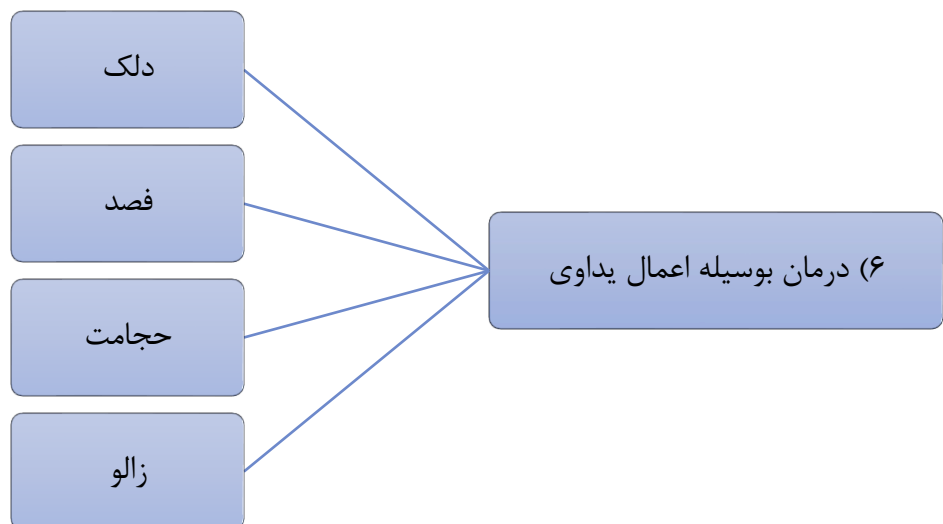 ۶) درمان بوسیله اعمال یداوی
دلک
فصد
حجامت
زالو